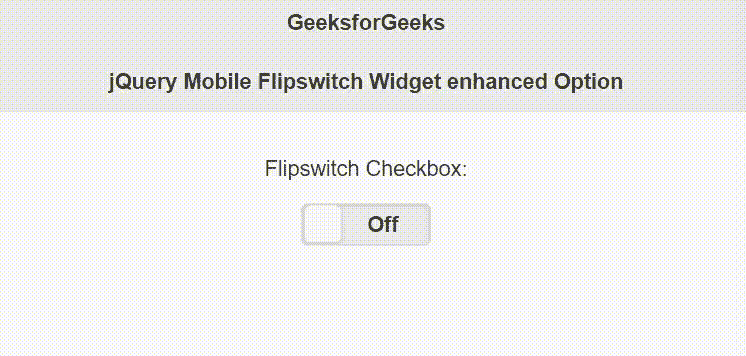 GeeksforGeeks
jQuery Mobile Flipswitch Widget enhanced Option
Flipswitch Checkbox:
Off